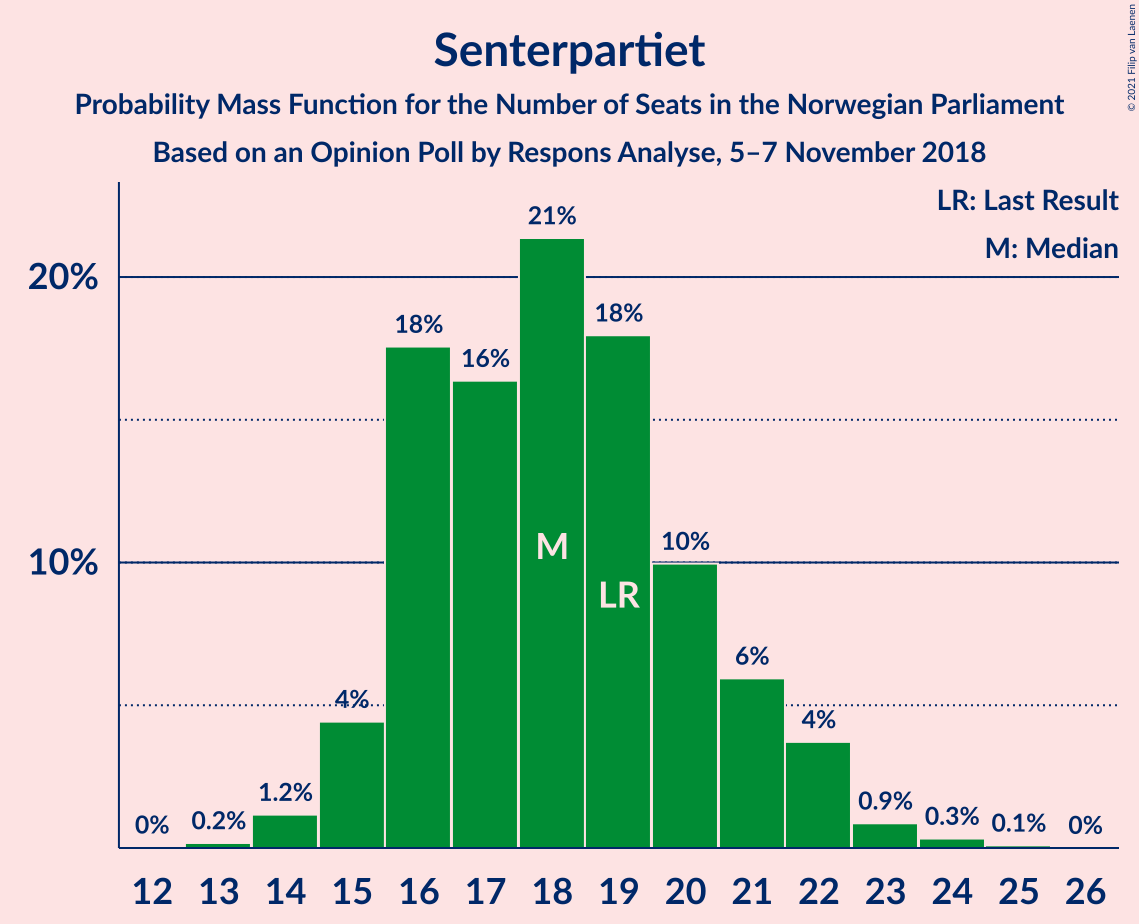 Senterpartiet
Probability Mass Function for the Number of Seats in the Norwegian Parliament
Based on an Opinion Poll by Respons Analyse, 5–7 November 2018
© 2021 Filip van Laenen
LR: Last Result
M: Median
20%
10%
0%
0.2%
1.2%
4%
18%
16%
21%
18%
10%
6%
4%
0.9%
0.3%
0.1%
0%
M
LR
12 13 14 15 16 17 18 19 20 21 22 23 24 25 26